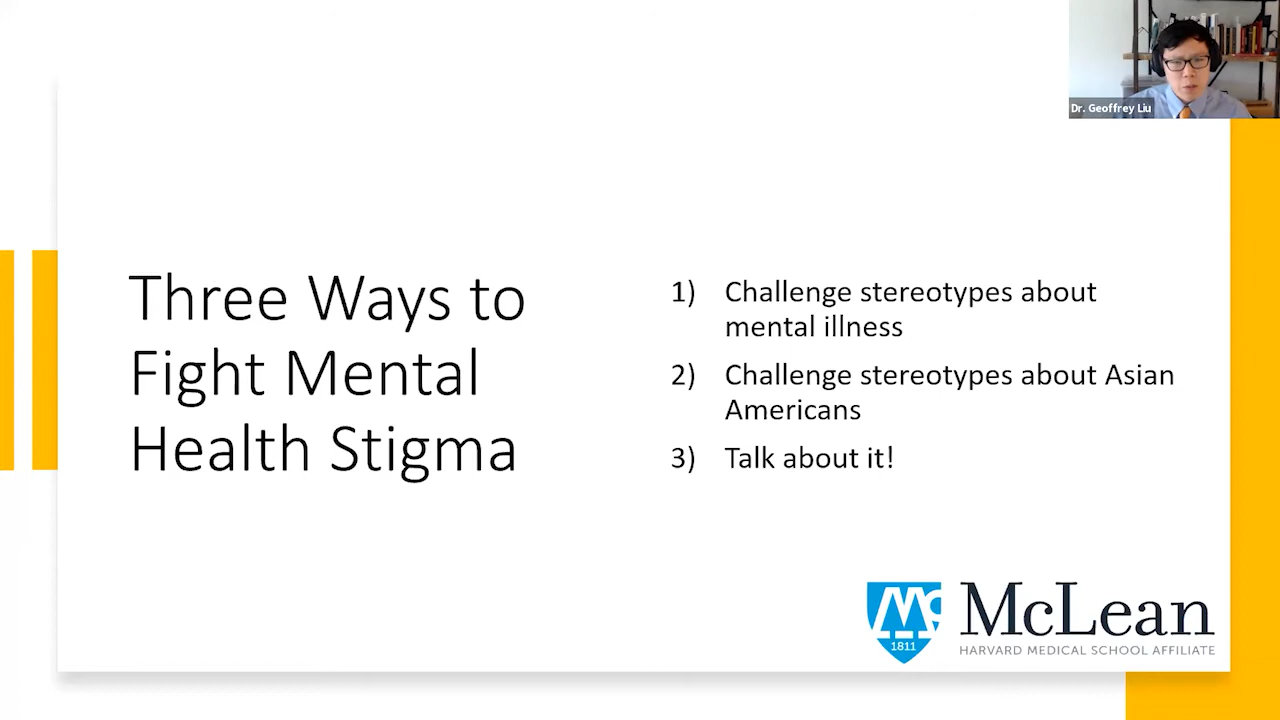 Dr. Geoffrey Liu
Three Ways to
Fight Mental
Health Stigma
1) Challenge stereotypes about
mental illness
2) Challenge stereotypes about Asian
Americans
3) Talk about it!
Mc
1811
McLean
HARVARD MEDICAL SCHOOL AFFILIATE